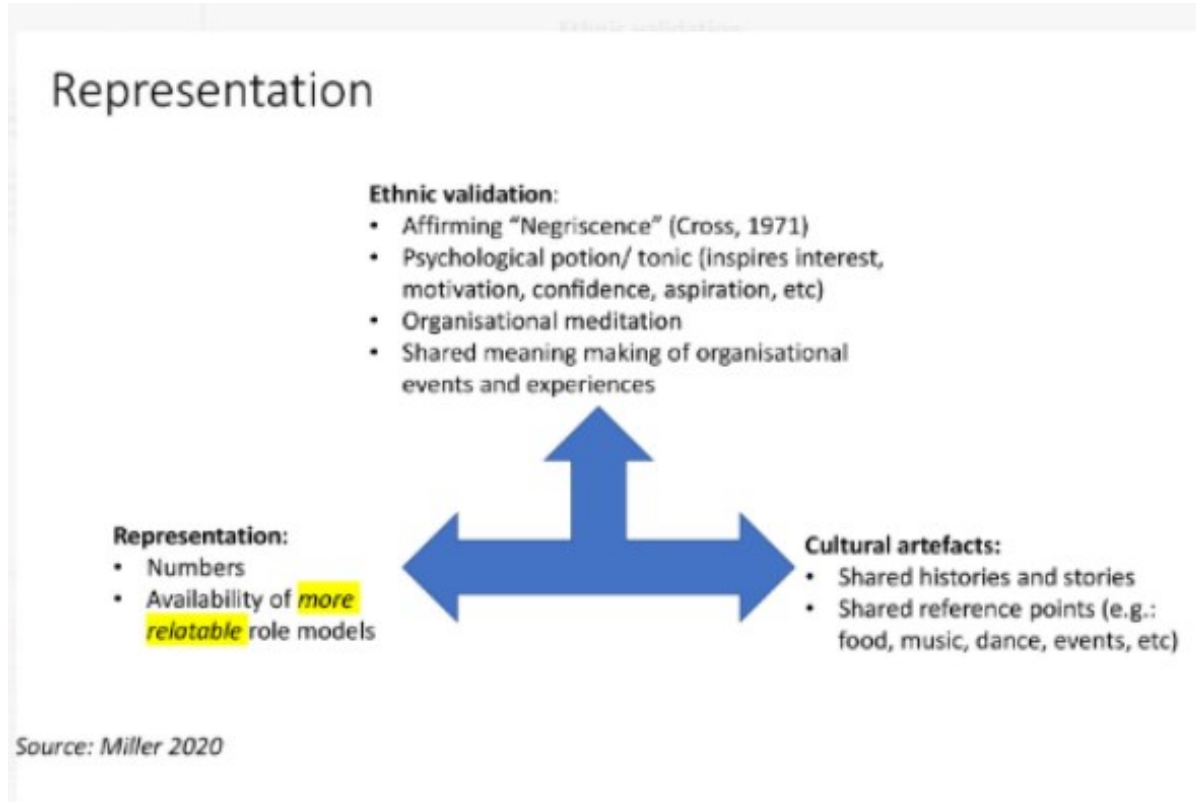 Representation
Ethnic validation:
• Affirming “Negriscence” (Cross, 1971)
• Psychological potion/ tonic (inspires interest,
motivation, confidence, aspiration, etc)
• Organisational meditation
• Shared meaning making of organisational
events and experiences
Representation:
• Numbers
• Availability of more
relatable role models
Cultural artefacts:
• Shared histories and stories
• Shared reference points (e.g.:
food, music, dance, events, etc)
Source: Miller 2020